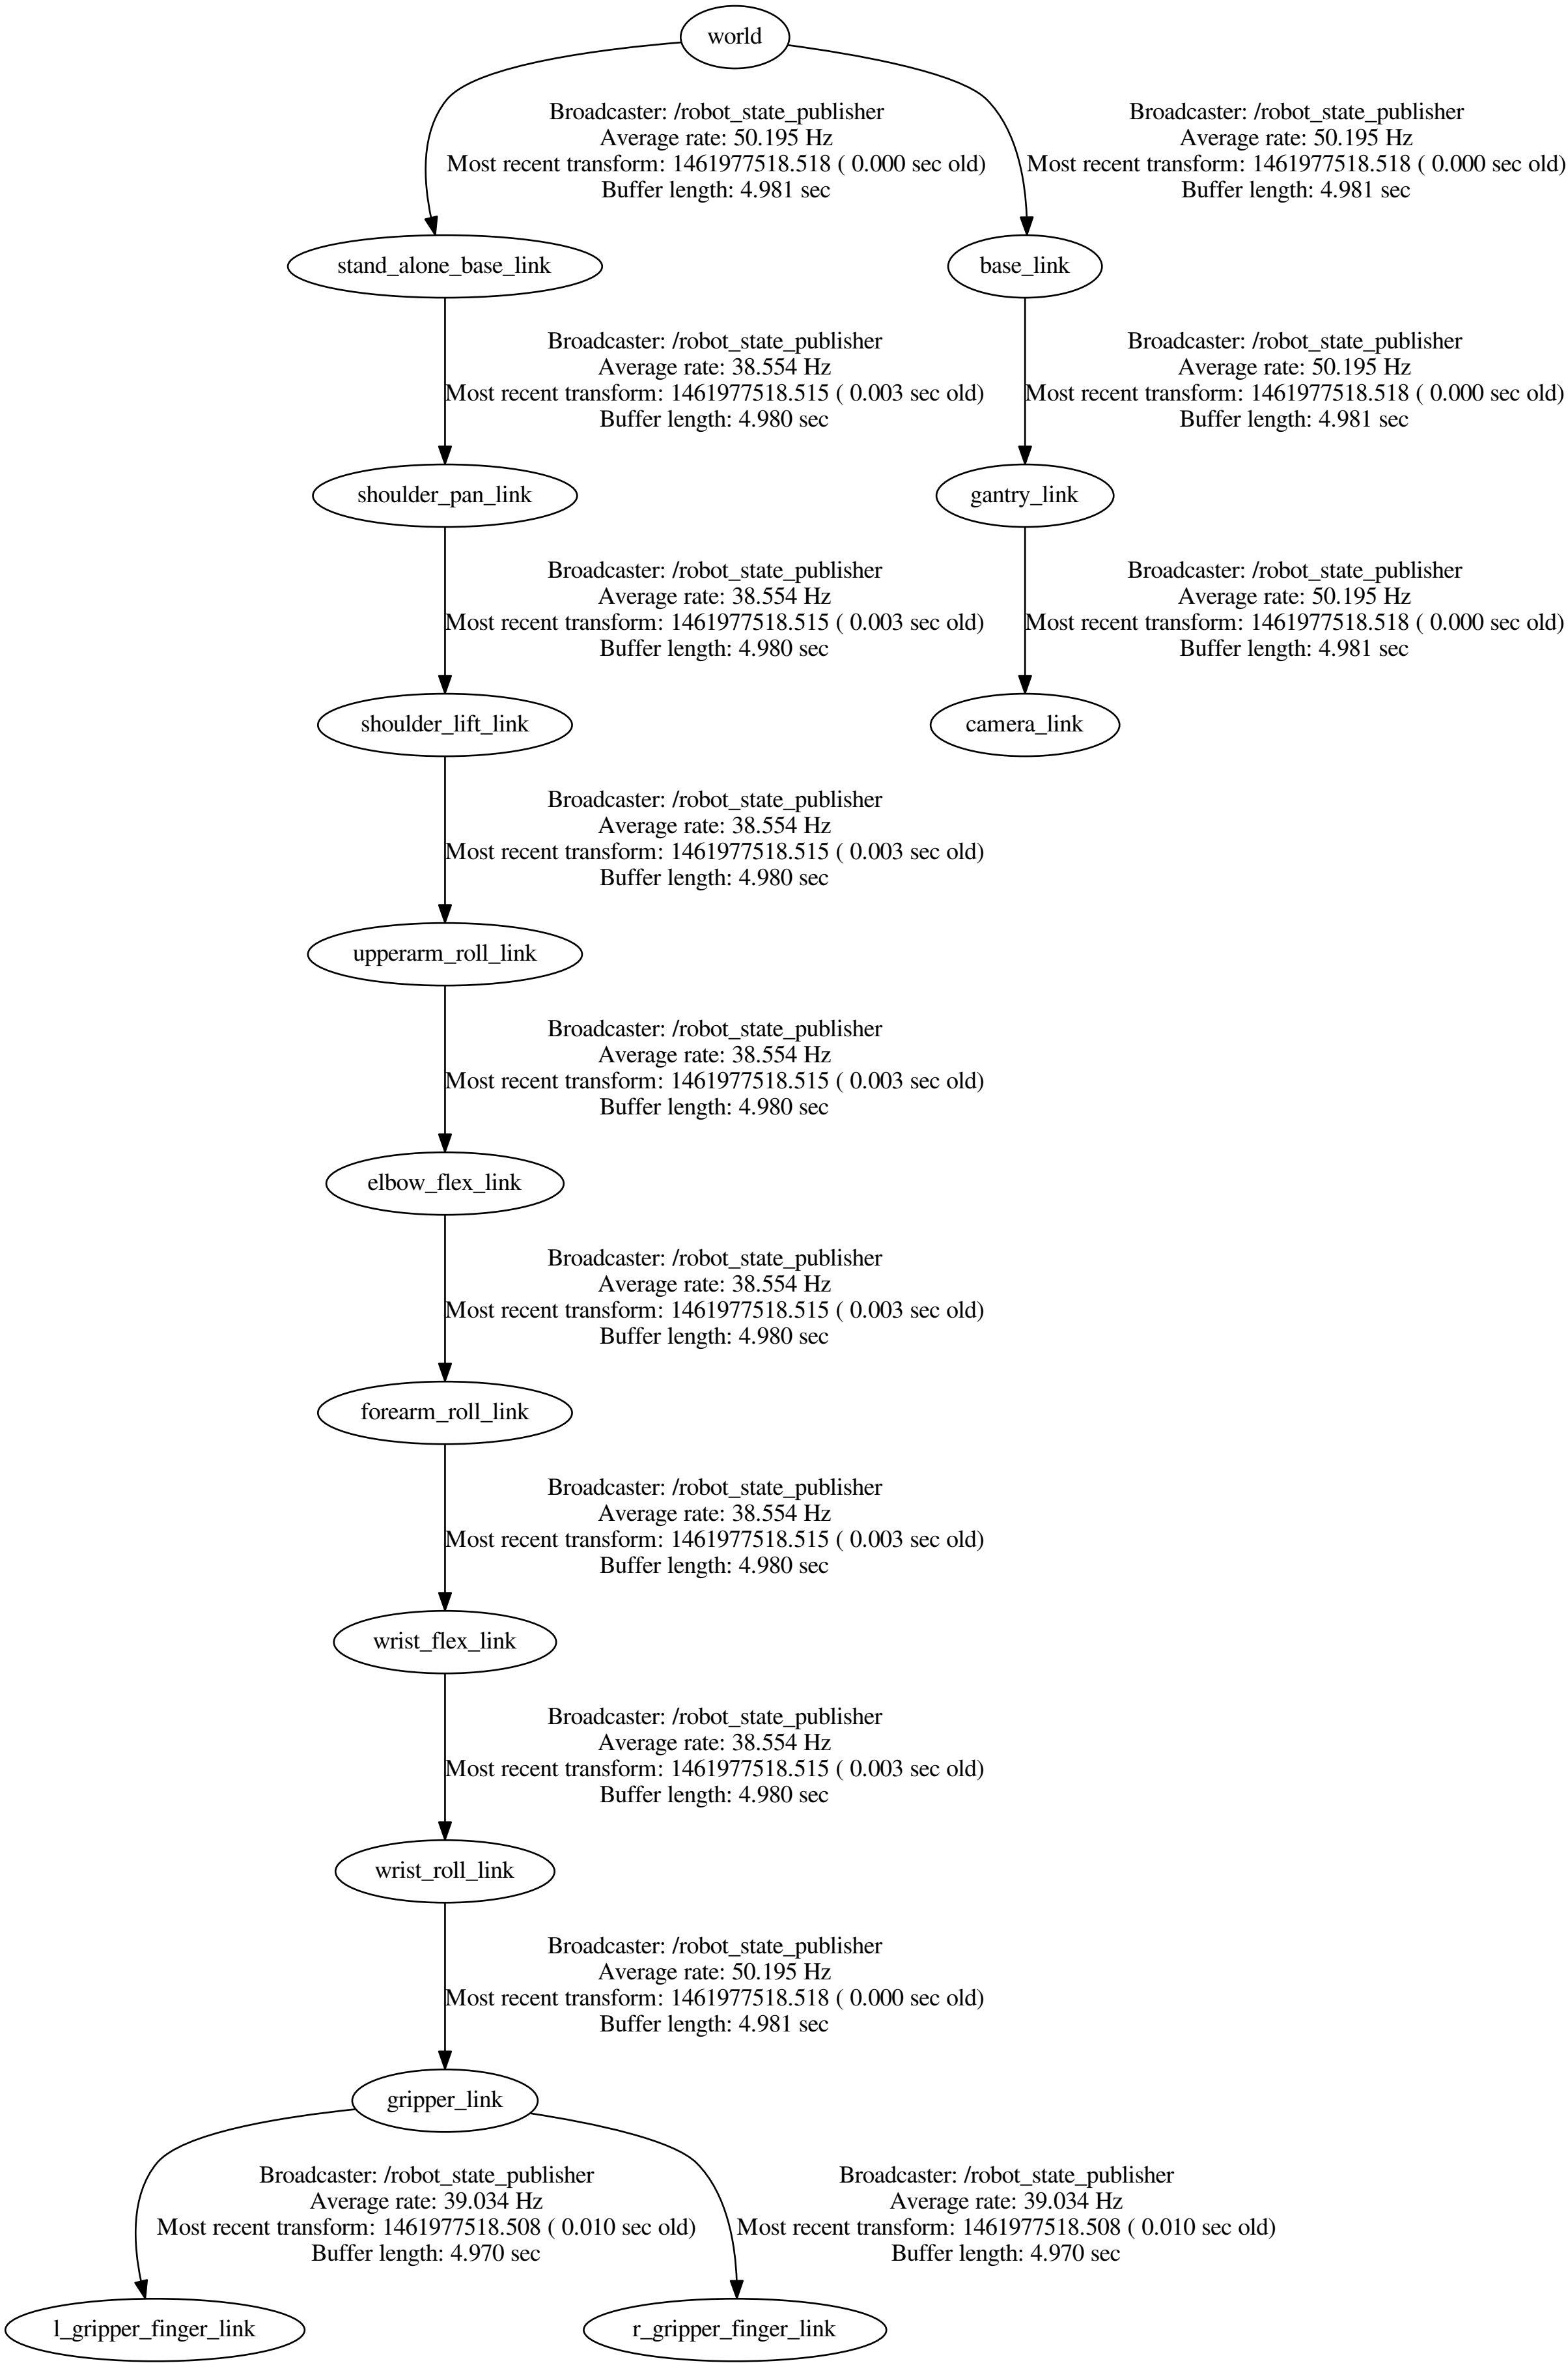 world
Broadcaster: /robot_state_publisher
Average rate: 50.195 Hz
Most recent transform: 1461977518.518 ( 0.000 sec old)
Buffer length: 4.981 sec
Broadcaster: /robot_state_publisher
Average rate: 50.195 Hz
Most recent transform: 1461977518.518 ( 0.000 sec old)
Buffer length: 4.981 sec
stand_alone_base_link
base_link
Broadcaster: /robot_state_publisher
Average rate: 38.554 Hz
Most recent transform: 1461977518.515 ( 0.003 sec old)
Buffer length: 4.980 sec
Broadcaster: /robot_state_publisher
Average rate: 50.195 Hz
Most recent transform: 1461977518.518 ( 0.000 sec old)
Buffer length: 4.981 sec
shoulder_pan_link
gantry_link
Broadcaster: /robot_state_publisher
Average rate: 38.554 Hz
Most recent transform: 1461977518.515 ( 0.003 sec old)
Buffer length: 4.980 sec
Broadcaster: /robot_state_publisher
Average rate: 50.195 Hz
Most recent transform: 1461977518.518 ( 0.000 sec old)
Buffer length: 4.981 sec
shoulder_lift_link
camera_link
Broadcaster: /robot_state_publisher
Average rate: 38.554 Hz
Most recent transform: 1461977518.515 ( 0.003 sec old)
Buffer length: 4.980 sec
upperarm_roll_link
Broadcaster: /robot_state_publisher
Average rate: 38.554 Hz
Most recent transform: 1461977518.515 ( 0.003 sec old)
Buffer length: 4.980 sec
elbow_flex_link
Broadcaster: /robot_state_publisher
Average rate: 38.554 Hz
Most recent transform: 1461977518.515 ( 0.003 sec old)
Buffer length: 4.980 sec
forearm_roll_link
Broadcaster: /robot_state_publisher
Average rate: 38.554 Hz
Most recent transform: 1461977518.515 ( 0.003 sec old)
Buffer length: 4.980 sec
wrist_flex_link
Broadcaster: /robot_state_publisher
Average rate: 38.554 Hz
Most recent transform: 1461977518.515 ( 0.003 sec old)
Buffer length: 4.980 sec
wrist_roll_link
Broadcaster: /robot_state_publisher
Average rate: 50.195 Hz
Most recent transform: 1461977518.518 ( 0.000 sec old)
Buffer length: 4.981 sec
gripper_link
Broadcaster: /robot_state_publisher
Average rate: 39.034 Hz
Most recent transform: 1461977518.508 ( 0.010 sec old)
Buffer length: 4.970 sec
Broadcaster: /robot_state_publisher
Average rate: 39.034 Hz
Most recent transform: 1461977518.508 ( 0.010 sec old)
Buffer length: 4.970 sec
l_gripper_finger_link
r_gripper_finger_link